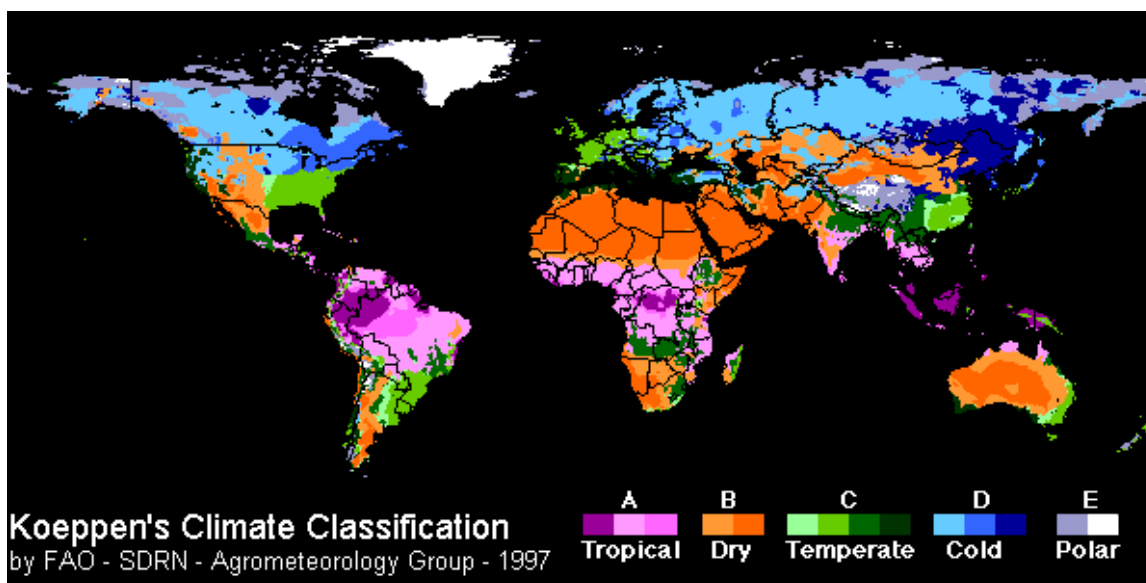 A B C D E
Tropical Dry Temperate Cold Polar
Koeppen's Climate Classification
by FAO - SDRN - Agrometeorology Group - 1997